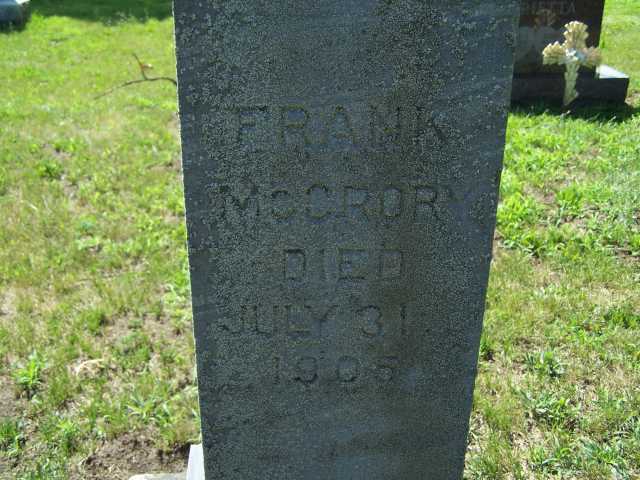 FRANK
McCRORY
DIED
JULY 31.
1905.